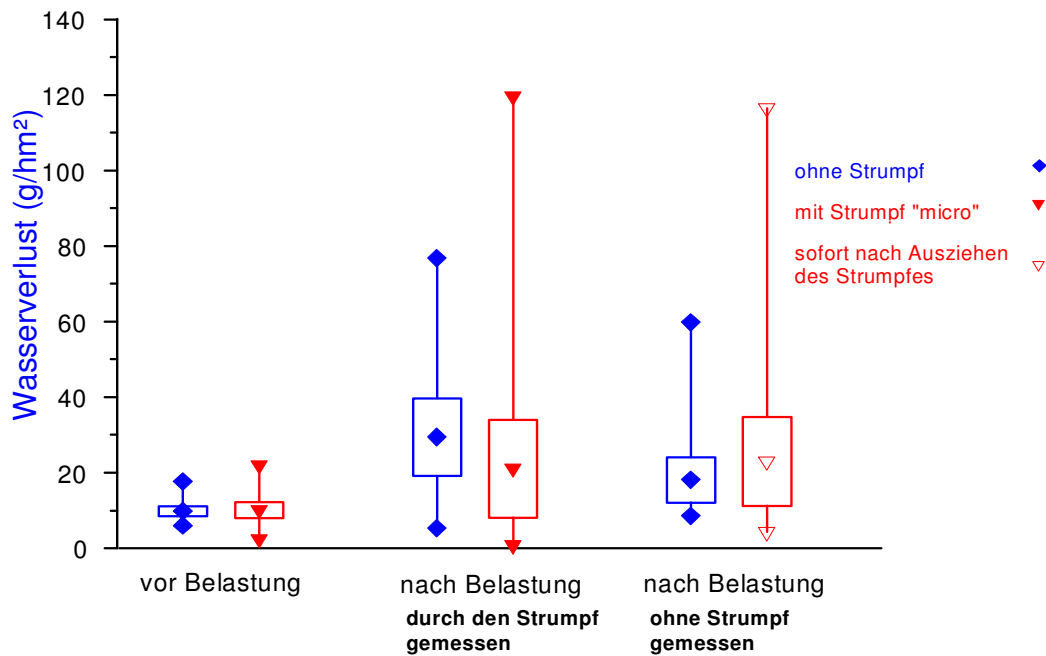 Wasserverlust (g/hm²)
140
120
100
80
60
40
20
0
ohne Strumpf
mit Strumpf "micro"
sofort nach Ausziehen
des Strumpfes
vor Belastung
nach Belastung
durch den Strumpf
gemessen
nach Belastung
ohne Strumpf
gemessen